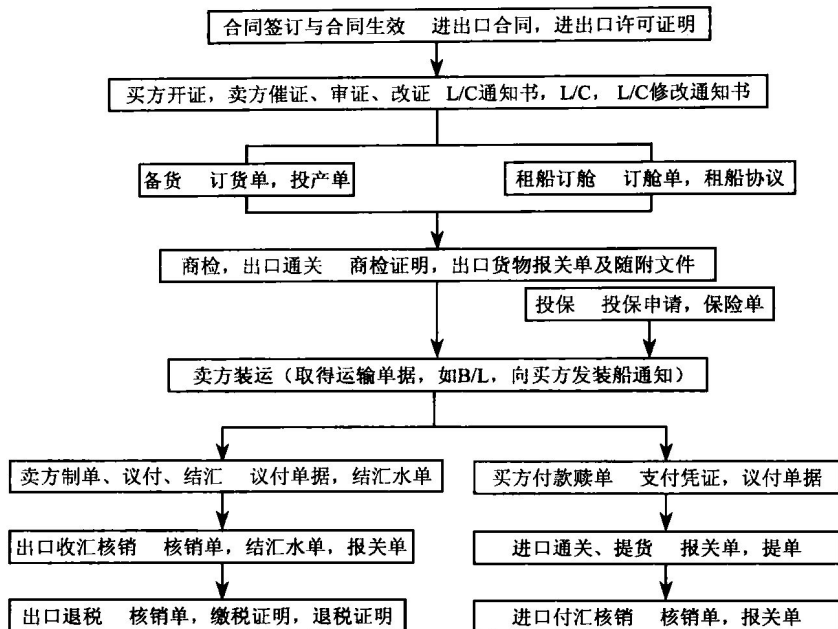 合同签订与合同生效 进出口合同，进出口许可证明
买方开证，卖方催证、审证、改证 L/C通知书，L/C，L/C修改通知书
备货 订货单，投产单
租船订舱 订舱单，租船协议
商检，出口通关 商检证明，出口货物报关单及随附文件
投保 投保申请，保险单
卖方装运（取得运输单据，如B/L，向买方发装船通知）
卖方制单、议付、结汇 议付单据，结汇水单
买方付款赎单 支付凭证，议付单据
出口收汇核销 核销单，结汇水单，报关单
进口通关、提货 报关单，提单
出口退税 核销单，缴税证明，退税证明
进口付汇核销 核销单，报关单